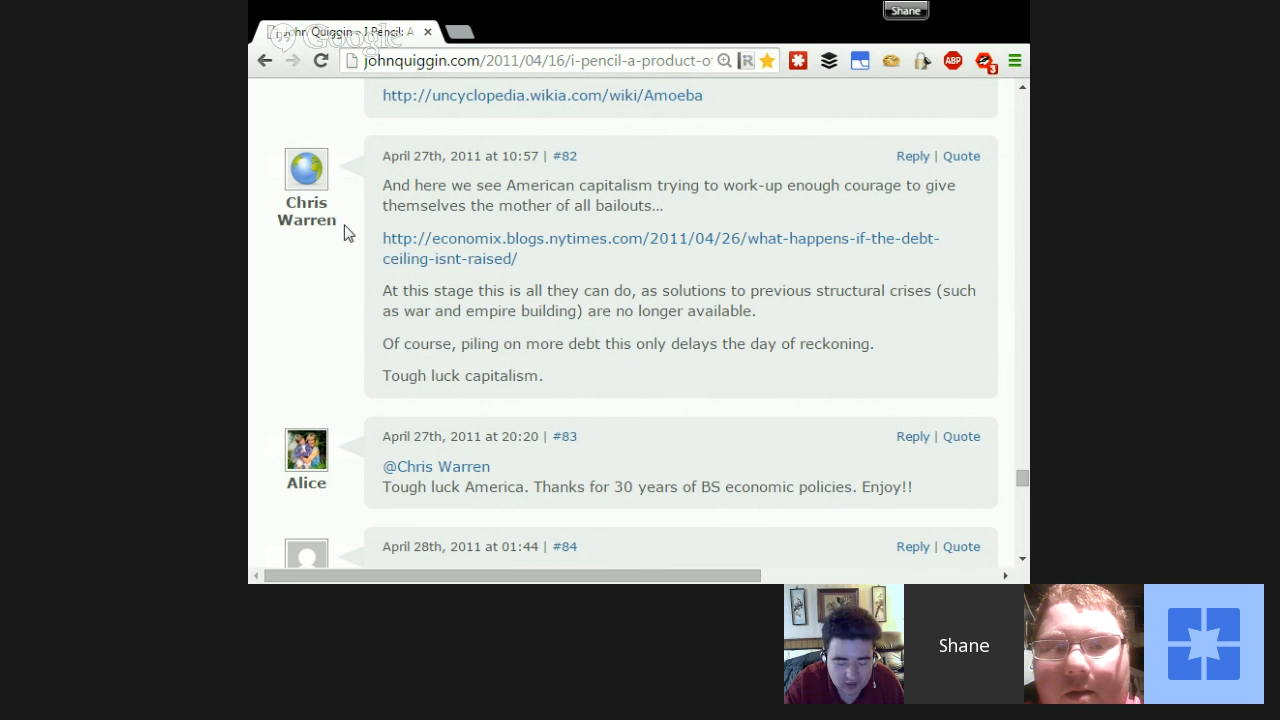 Shane
John Quiggin - I Pencil: A
Google
johnquiggin.com/2011/04/16/i-pencil-a-product-o
ABP
3
http://uncyclopedia.wikia.com/wiki/Amoeba
April 27th, 2011 at 10:57 | #82
Reply | Quote
Chris
Warren
And here we see American capitalism trying to work-up enough courage to give
themselves the mother of all bailouts…
http://economix.blogs.nytimes.com/2011/04/26/what-happens-if-the-debt-
ceiling-isnt-raised/
At this stage this is all they can do, as solutions to previous structural crises (such
as war and empire building) are no longer available.
Of course, piling on more debt this only delays the day of reckoning.
Tough luck capitalism.
April 27th, 2011 at 20:20 | #83
Reply | Quote
Alice
@Chris Warren
Tough luck America. Thanks for 30 years of BS economic policies. Enjoy!!
April 28th, 2011 at 01:44 | #84
Reply | Quote
Shane